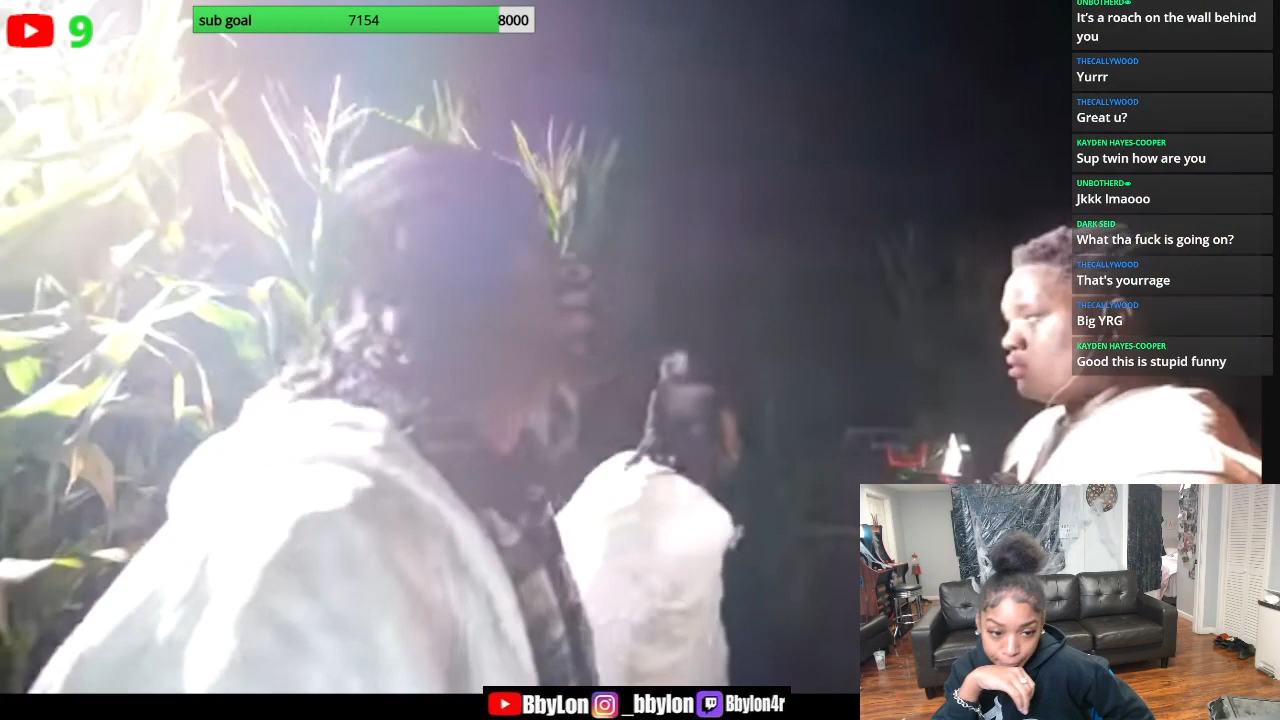 9
sub goal 7154 8000
UNBOTHERD
It's a roach on the wall behind
you
THECALLYWOOD
Yurrr
THECALLYWOOD
Great u?
KAYDEN HAYES-COOPER
Sup twin how are you
UNBOTHERD
Jkkk lmaooo
DARK SEID
What tha fuck is going on?
THECALLYWOOD
That's yourrage
THECALLYWOOD
Big YRG
KAYDEN HAYES-COOPER
Good this is stupid funny
BbyLon _bbylon Bbylon4r